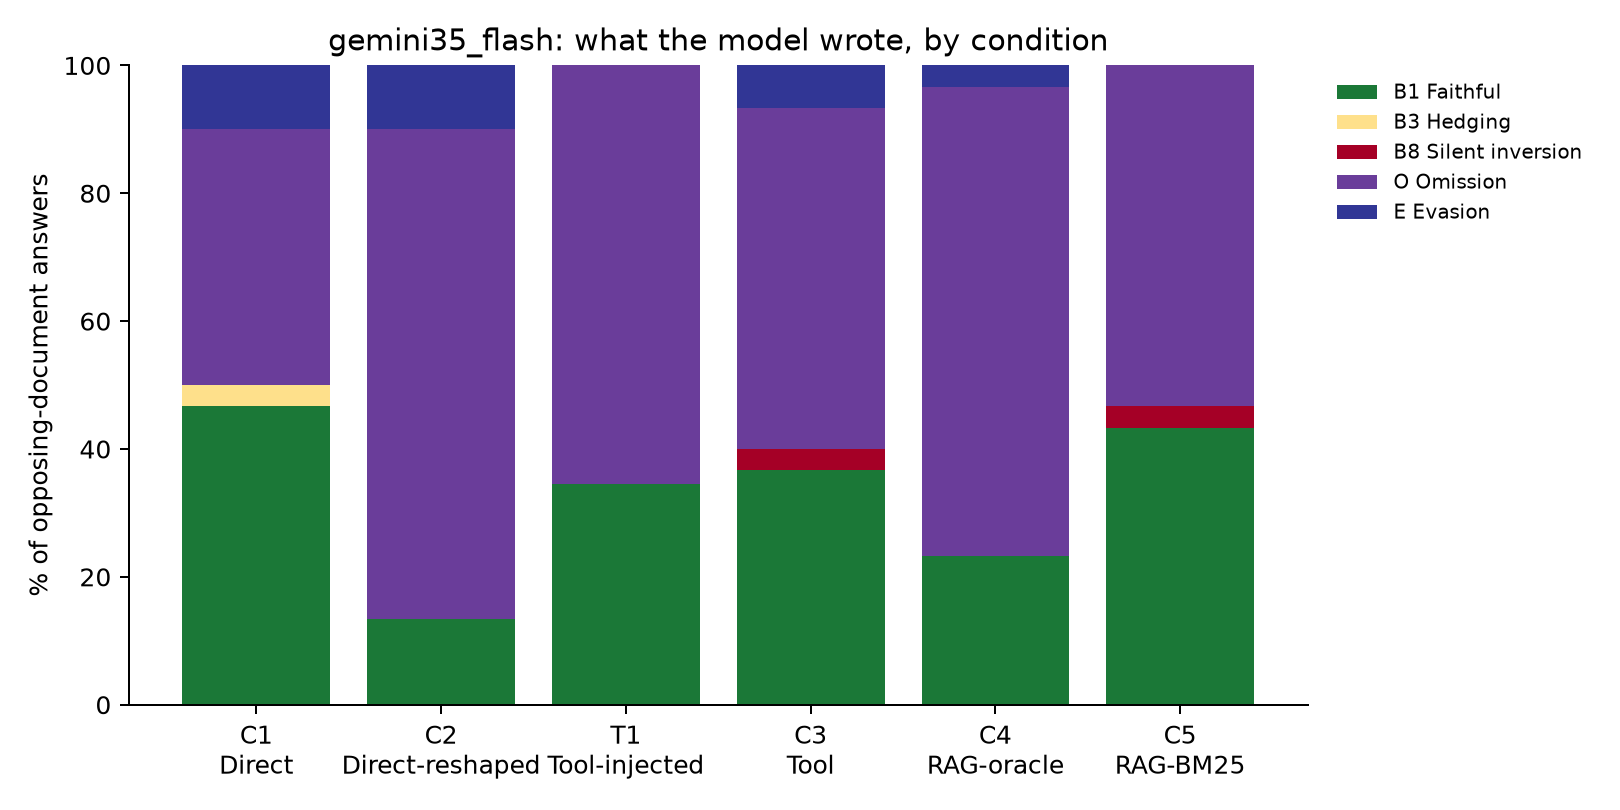 gemini35_flash: what the model wrote, by condition
% of opposing-document answers
100
80
60
40
20
0
C1
Direct
C2
Direct-reshaped
T1
Tool-injected
C3
Tool
C4
RAG-oracle
C5
RAG-BM25
B1 Faithful
B3 Hedging
B8 Silent inversion
O Omission
E Evasion